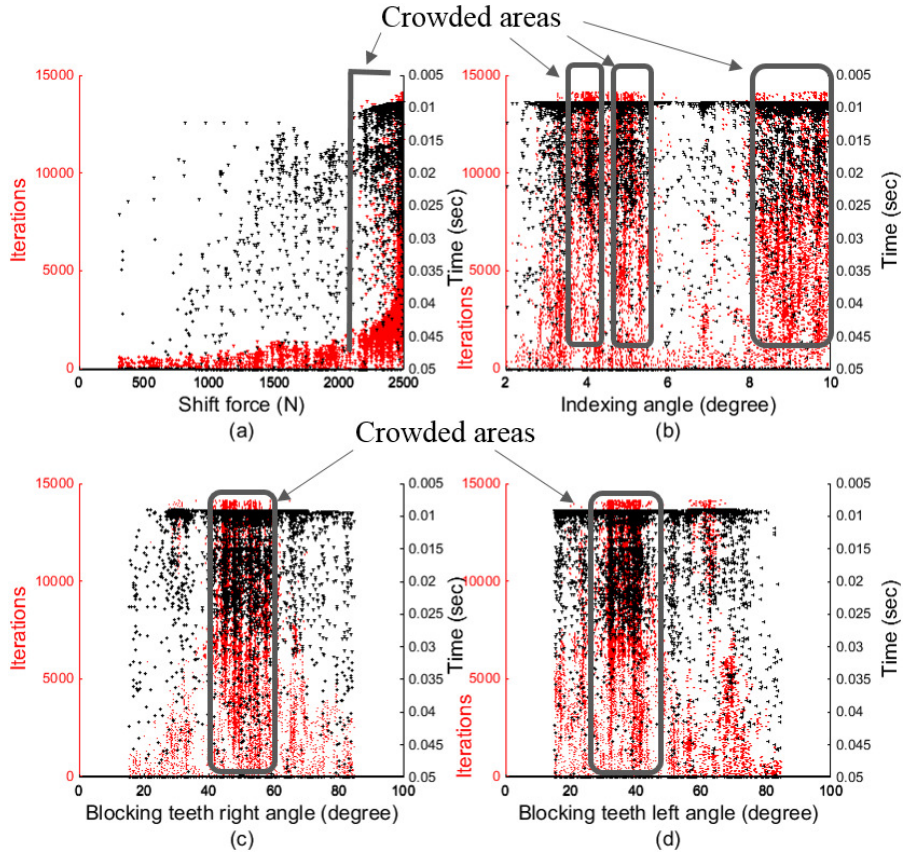 Crowded areas
15000
10000
5000
0
Iterations
0.005
0.01
0.015
0.02
0.025
0.03
0.035
0.04
0.045
0.05
Time (sec)
0 500 1000 1500 2000 2500
Shift force (N)
(a)
15000
10000
5000
0
Iterations
0.005
0.01
0.015
0.02
0.025
0.03
0.035
0.04
0.045
0.05
Time (sec)
2 4 6 8 10
Indexing angle (degree)
(b)
Crowded areas
15000
10000
5000
0
Iterations
0.005
0.01
0.015
0.02
0.025
0.03
0.035
0.04
0.045
0.05
Time (sec)
0 20 40 60 80 100
Blocking teeth right angle (degree)
(c)
15000
10000
5000
0
Iterations
0.005
0.01
0.015
0.02
0.025
0.03
0.035
0.04
0.045
0.05
Time (sec)
0 20 40 60 80 100
Blocking teeth left angle (degree)
(d)